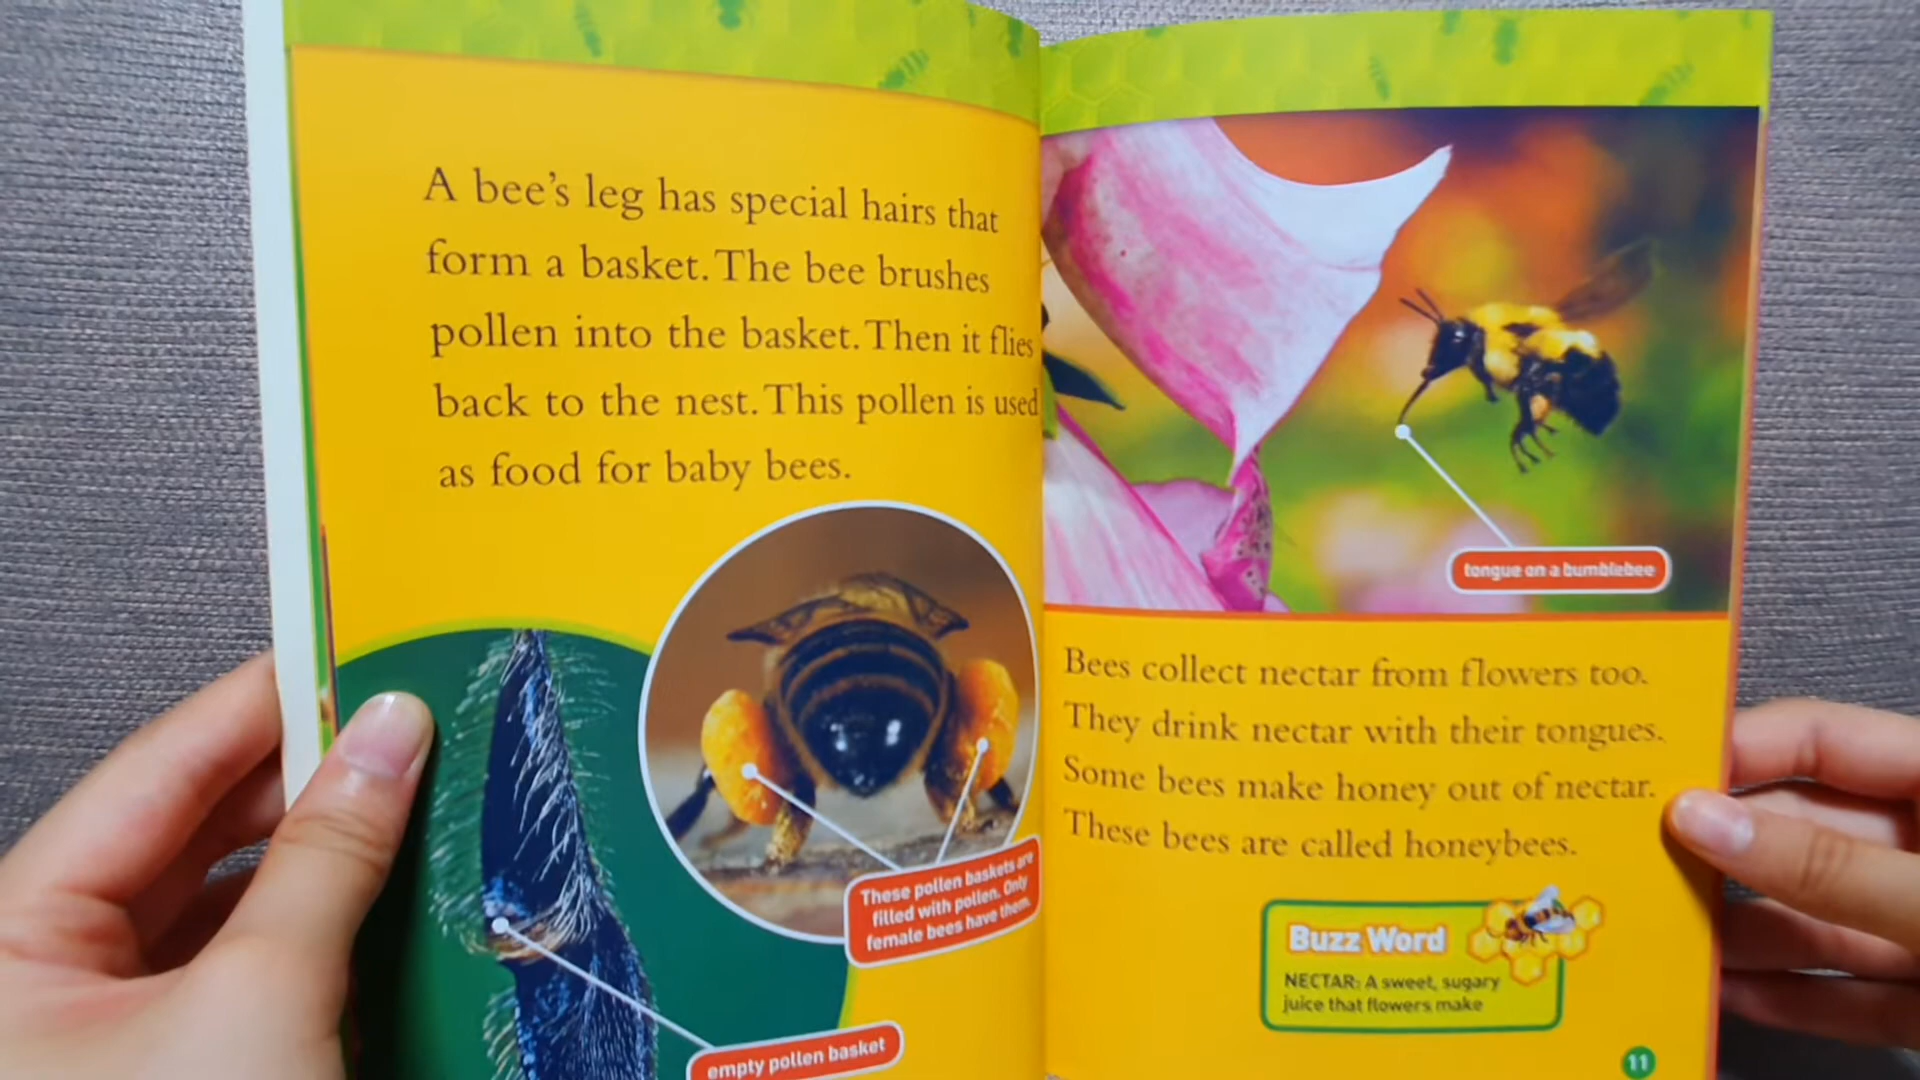 A bee’s leg has special hairs that
form a basket. The bee brushes
pollen into the basket. Then it flies
back to the nest. This pollen is used
as food for baby bees.
These pollen baskets are
filled with pollen. Only
female bees have them.
empty pollen basket
tongue on a bumblebee
Bees collect nectar from flowers too.
They drink nectar with their tongues.
Some bees make honey out of nectar.
These bees are called honeybees.
Buzz Word
NECTAR: A sweet, sugary
juice that flowers make
11